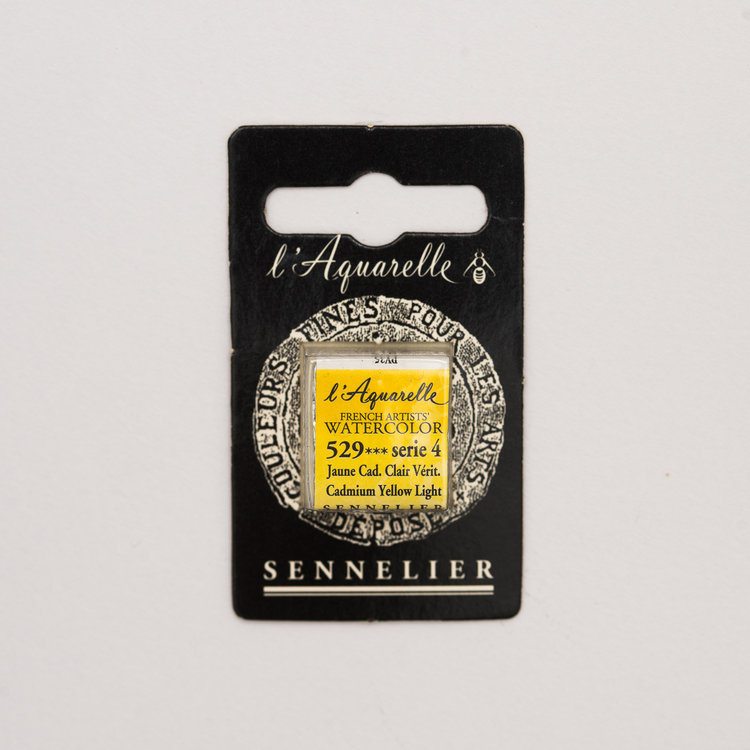 l'Aquarelle
COULEURS FINES POUR LES ARTS
DÉPOSÉ
PY35
l'Aquarelle
FRENCH ARTISTS'
WATERCOLOR
529*** serie 4
Jaune Cad. Clair Vérit.
Cadmium Yellow Light
SENNELIER
SENNELIER